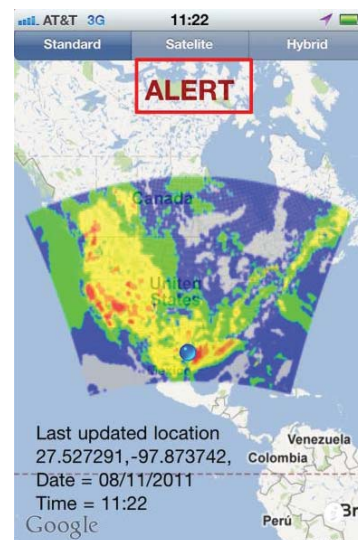 AT&T 3G 11:22
Standard Satelite Hybrid
ALERT
Canada
United
States
Mexico
Last updated location
27.527291,-97.873742,
Date = 08/11/2011
Time = 11:22
Venezuela
Colombia
Perú
Br
Google